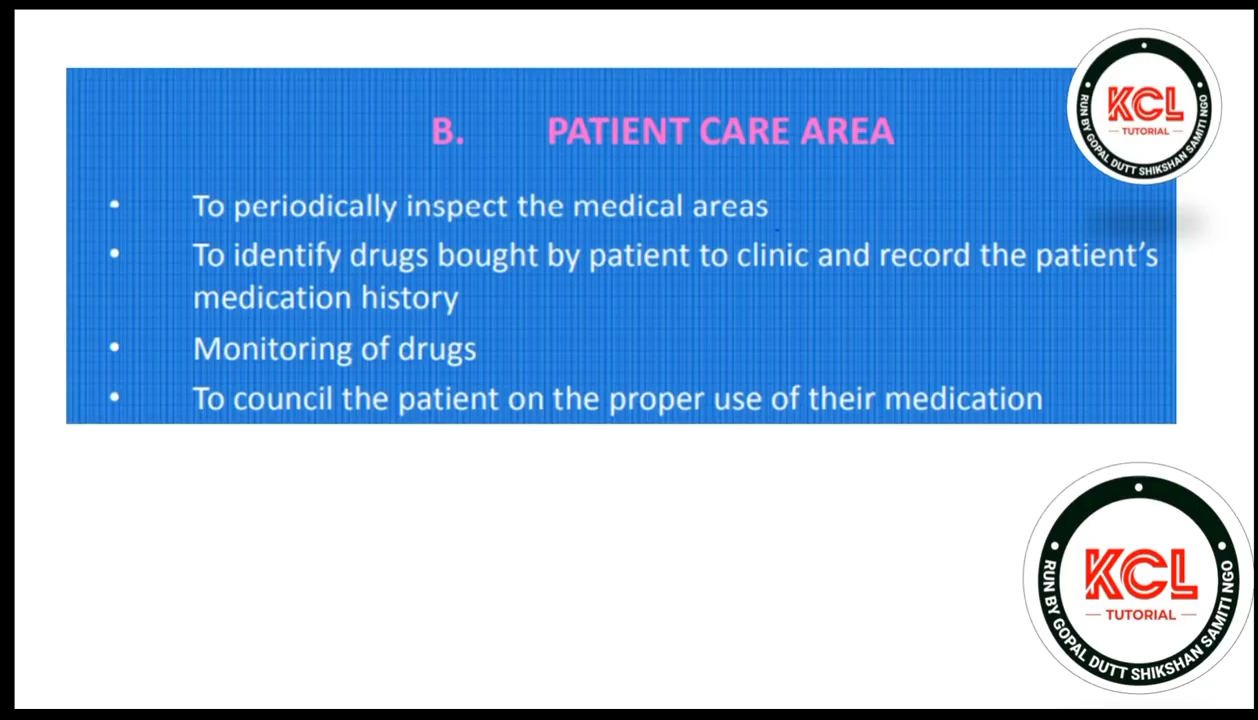 B. PATIENT CARE AREA
• To periodically inspect the medical areas
• To identify drugs bought by patient to clinic and record the patient's
medication history
• Monitoring of drugs
• To council the patient on the proper use of their medication
KCL
TUTORIAL
RUN BY GOPAL DUTT SHIKSHAN SAMITI NGO
KCL
TUTORIAL
RUN BY GOPAL DUTT SHIKSHAN SAMITI NGO